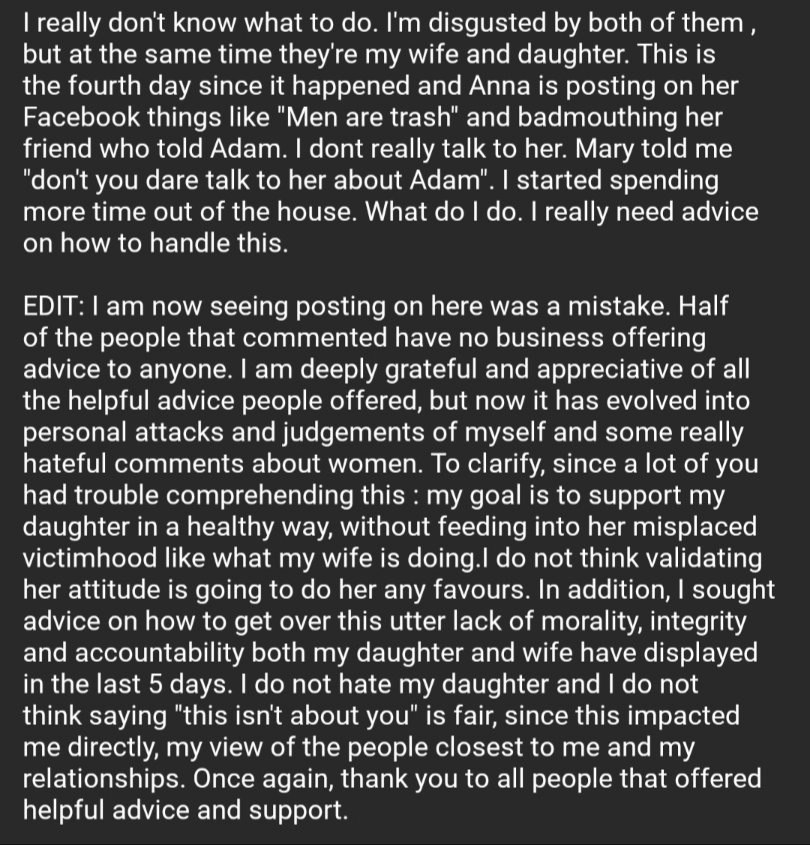 I really don't know what to do. I'm disgusted by both of them ,
but at the same time they're my wife and daughter. This is
the fourth day since it happened and Anna is posting on her
Facebook things like "Men are trash" and badmouthing her
friend who told Adam. I dont really talk to her. Mary told me
"don't you dare talk to her about Adam". I started spending
more time out of the house. What do I do. I really need advice
on how to handle this.
EDIT: I am now seeing posting on here was a mistake. Half
of the people that commented have no business offering
advice to anyone. I am deeply grateful and appreciative of all
the helpful advice people offered, but now it has evolved into
personal attacks and judgements of myself and some really
hateful comments about women. To clarify, since a lot of you
had trouble comprehending this : my goal is to support my
daughter in a healthy way, without feeding into her misplaced
victimhood like what my wife is doing.I do not think validating
her attitude is going to do her any favours. In addition, I sought
advice on how to get over this utter lack of morality, integrity
and accountability both my daughter and wife have displayed
in the last 5 days. I do not hate my daughter and I do not
think saying "this isn't about you" is fair, since this impacted
me directly, my view of the people closest to me and my
relationships. Once again, thank you to all people that offered
helpful advice and support.